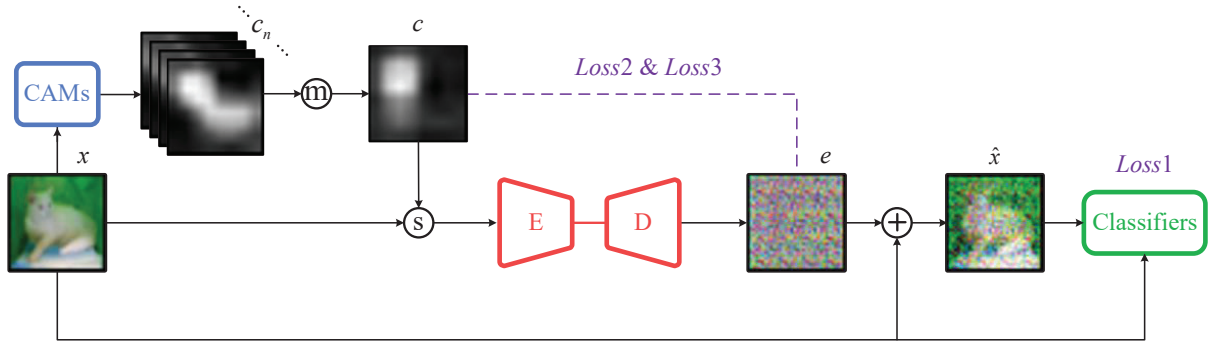 ... c_n ...
c
CAMs
m
Loss2 & Loss3
x
e
x̂
Loss1
s
E
D
+
Classifiers